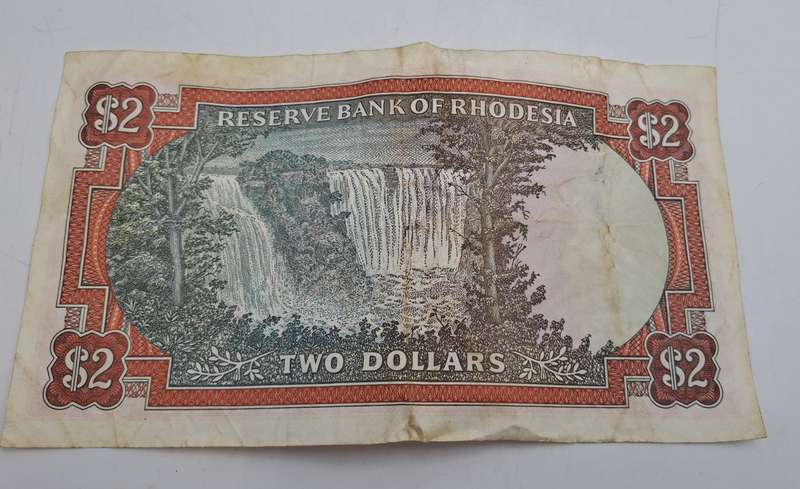 $2 $2
RESERVE BANK OF RHODESIA
TWO DOLLARS
$2 $2